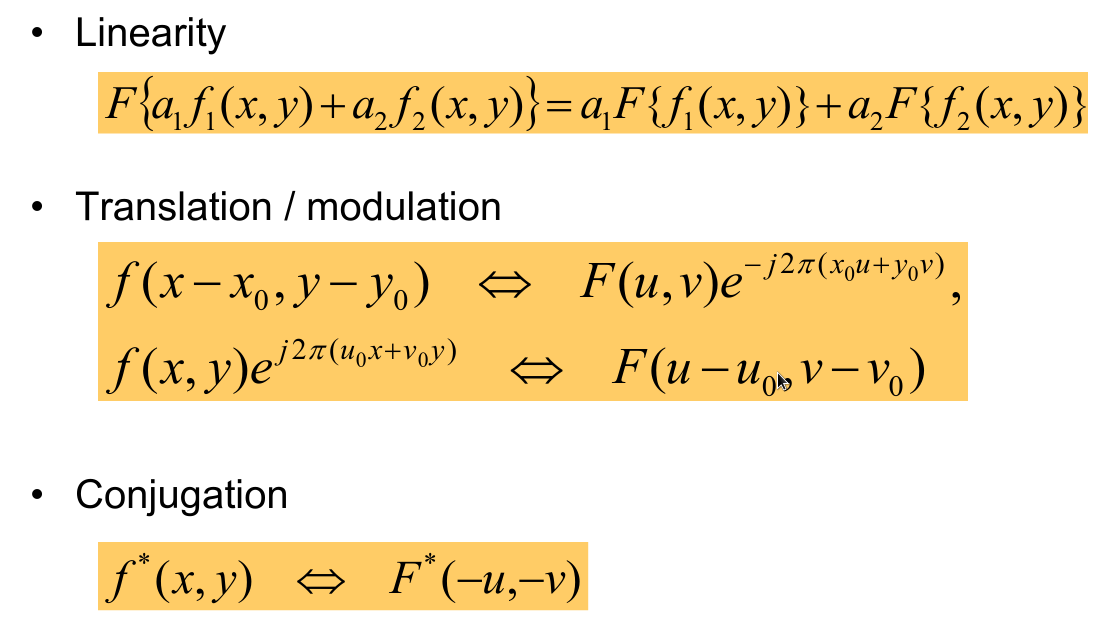 • Linearity
F{a₁f₁(x, y)+a₂f₂(x, y)}=a₁F{f₁(x, y)}+a₂F{f₂(x, y)}
• Translation / modulation
f(x−x₀, y−y₀) ⇔ F(u,v)e^{−j2π(x₀u+y₀v)},
f(x, y)e^{j2π(u₀x+v₀y)} ⇔ F(u−u₀,v−v₀)
• Conjugation
f*(x, y) ⇔ F*(−u,−v)